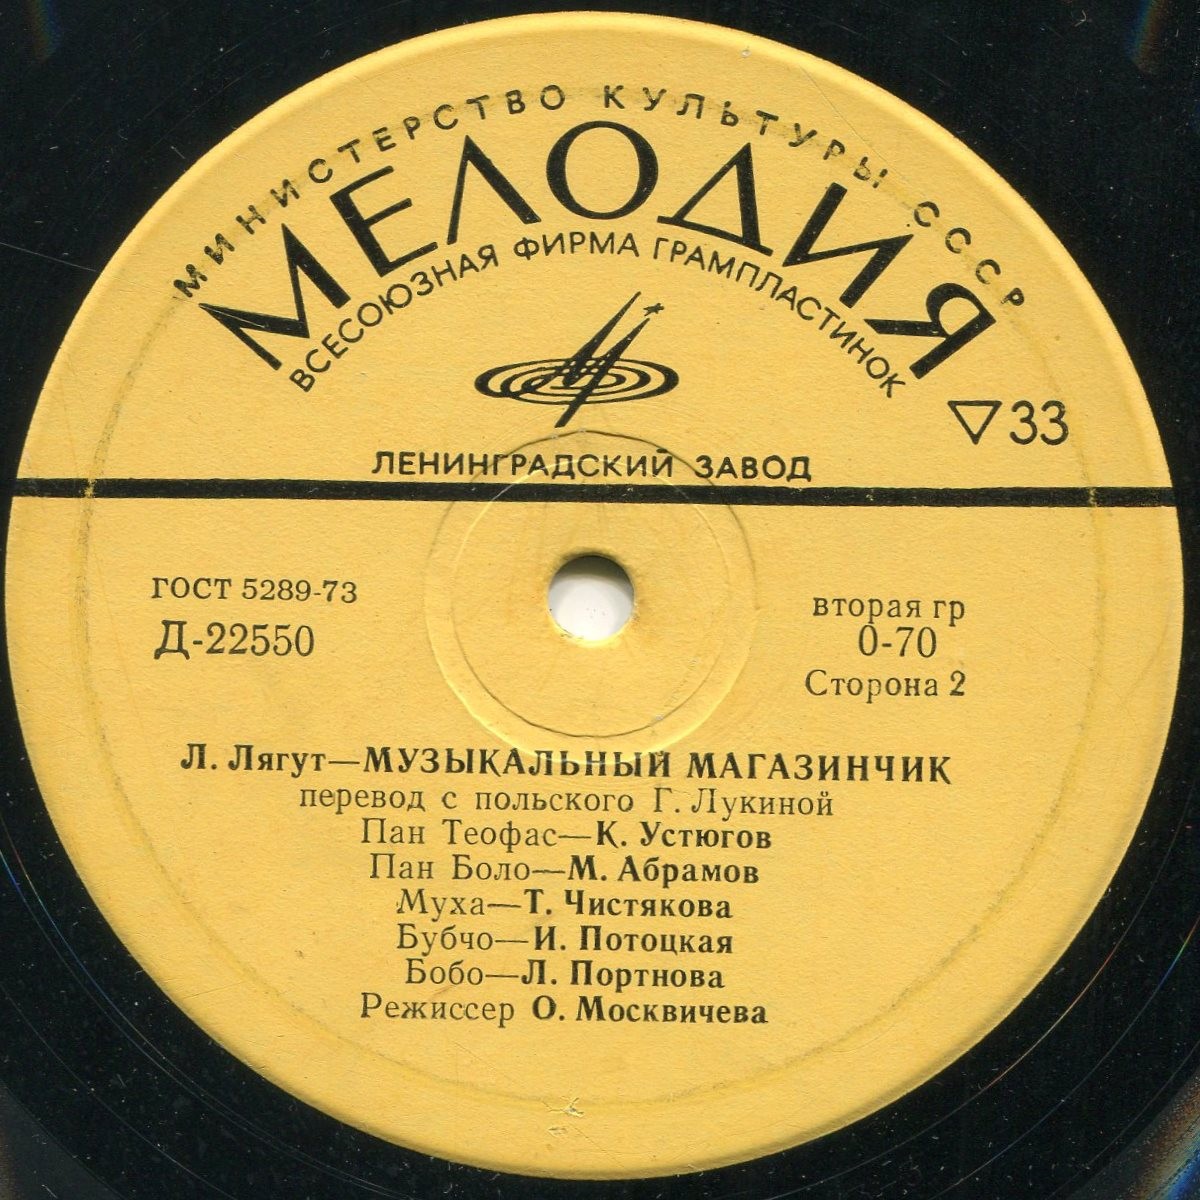 МИНИСТЕРСТВО КУЛЬТУРЫ СССР
МЕЛОДИЯ
ВСЕСОЮЗНАЯ ФИРМА ГРАМПЛАСТИНОК
33
ЛЕНИНГРАДСКИЙ ЗАВОД
ГОСТ 5289-73
Д-22550
вторая гр
0-70
Сторона 2
Л. Лягут—МУЗЫКАЛЬНЫЙ МАГАЗИНЧИК
перевод с польского Г. Лукиной
Пан Теофас—К. Устюгов
Пан Боло—М. Абрамов
Муха—Т. Чистякова
Бубчо—И. Потоцкая
Бобо—Л. Портнова
Режиссер О. Москвичева